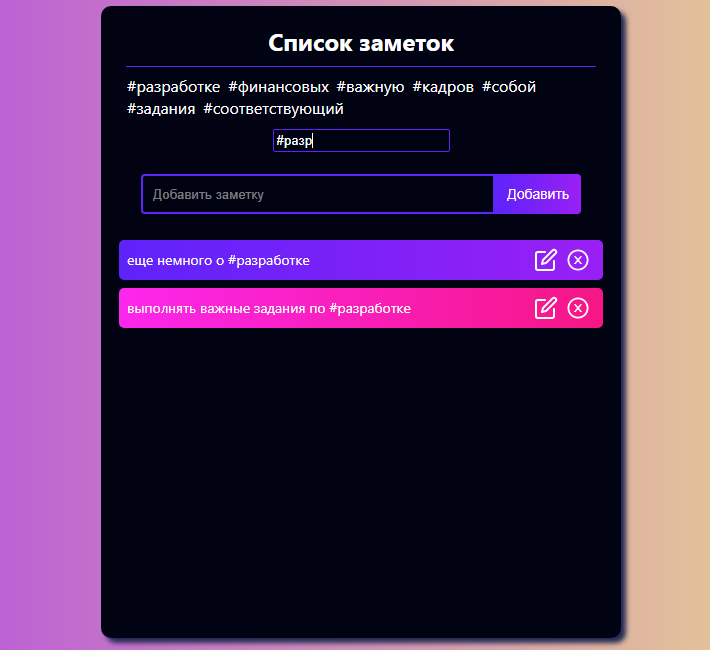 Список заметок
#разработке #финансовых #важную #кадров #собой
#задания #соответствующий
#разр
Добавить заметку
Добавить
еще немного о #разработке
выполнять важные задания по #разработке